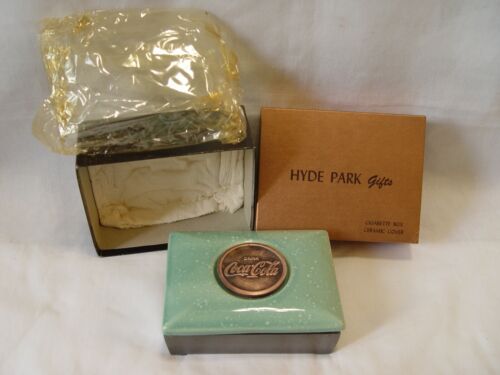 HYDE PARK Gifts
CIGARETTE BOX
CERAMIC COVER
DRINK
Coca-Cola